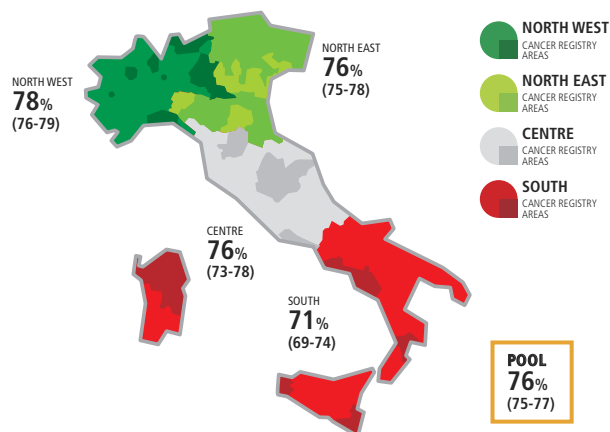 NORTH WEST
78%
(76-79)
NORTH EAST
76%
(75-78)
CENTRE
76%
(73-78)
SOUTH
71%
(69-74)
NORTH WEST
CANCER REGISTRY
AREAS
NORTH EAST
CANCER REGISTRY
AREAS
CENTRE
CANCER REGISTRY
AREAS
SOUTH
CANCER REGISTRY
AREAS
POOL
76%
(75-77)